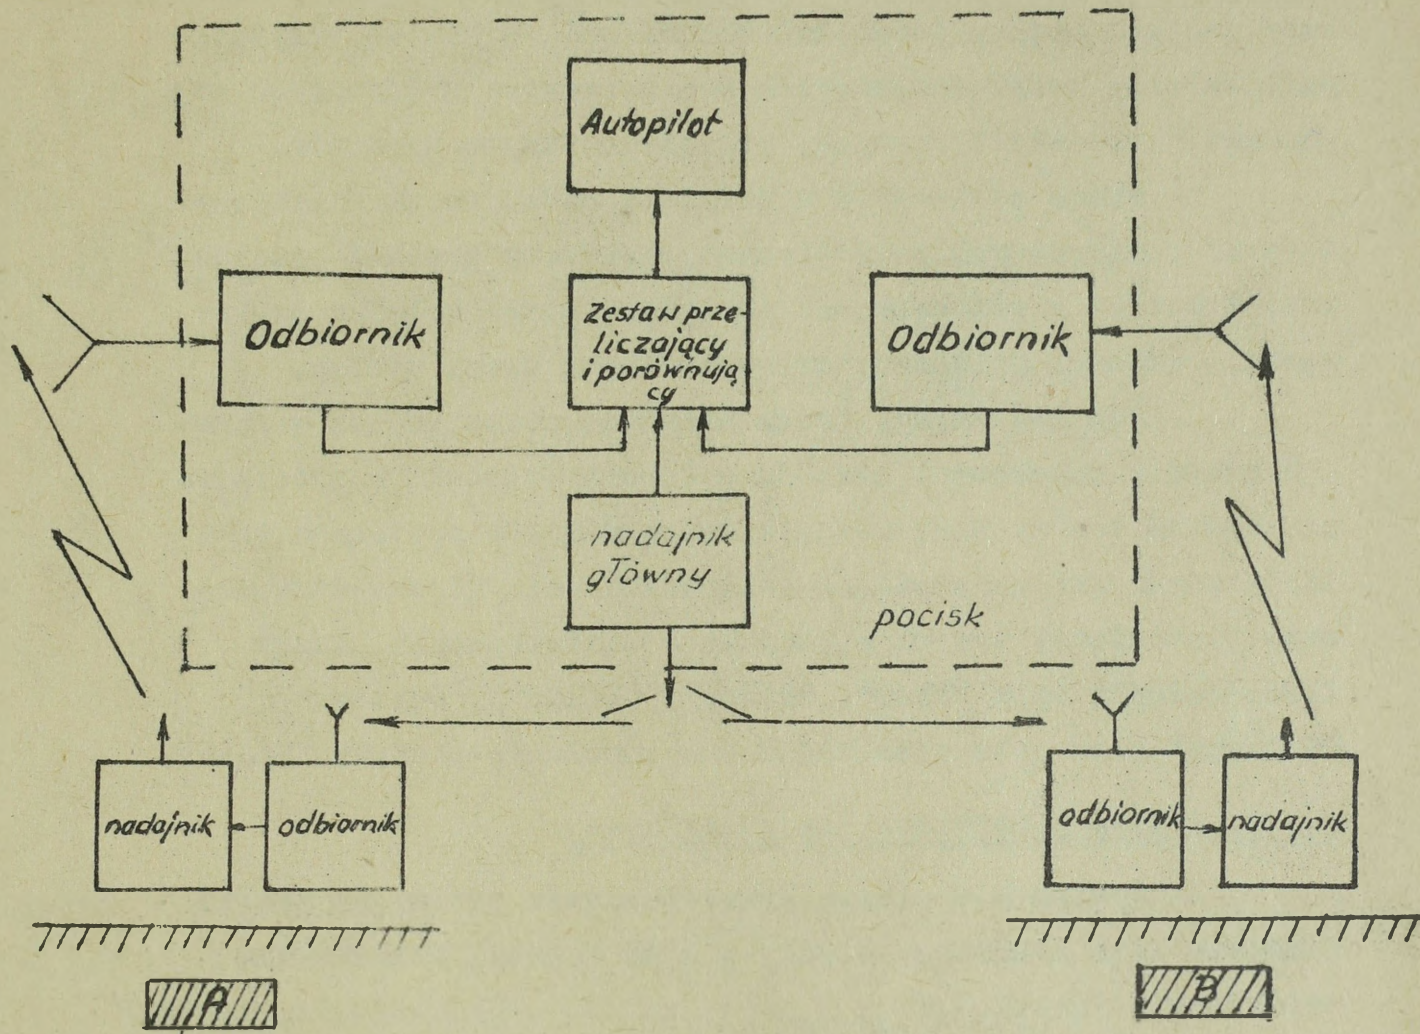 Autopilot
Odbiornik
Zestaw prze-
liczający
i porównują
cy
Odbiornik
nadajnik
główny
pocisk
nadajnik
odbiornik
odbiornik
nadajnik
A
B